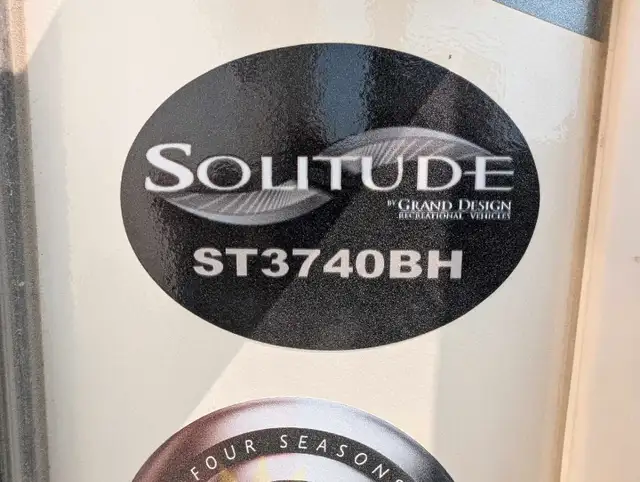 SOLITUDE
BY GRAND DESIGN
RECREATIONAL VEHICLES
ST3740BH
FOUR SEASONS